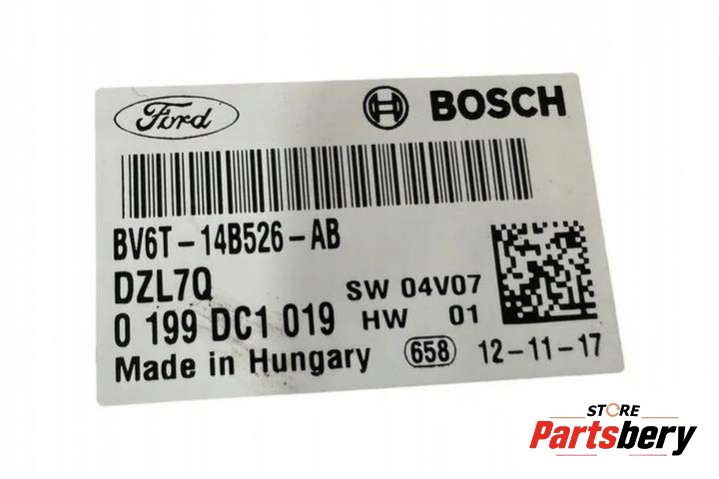 Ford BOSCH
BV6T-14B526-AB
DZL7Q SW 04V07
0 199 DC1 019 HW 01
Made in Hungary 658 12-11-17
STORE
Partsbery